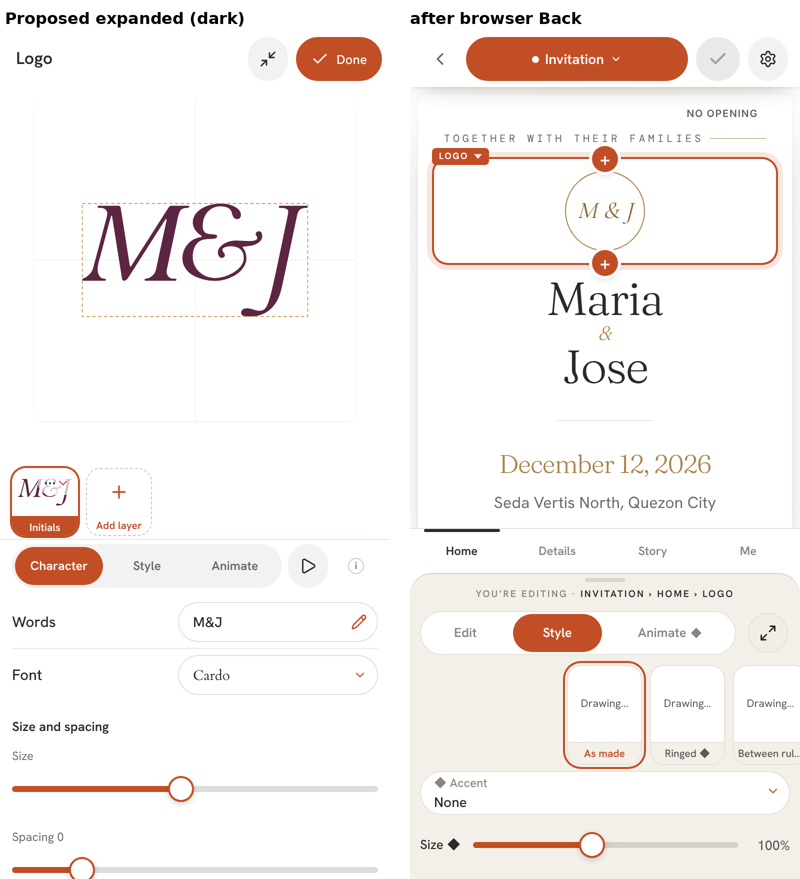 Proposed expanded (dark)
Logo
Done
M&J
M&J
Initials
Add layer
Character
Style
Animate
Words
M&J
Font
Cardo
Size and spacing
Size
Spacing 0
after browser Back
Invitation
NO OPENING
TOGETHER WITH THEIR FAMILIES
LOGO
M & J
Maria
&
Jose
December 12, 2026
Seda Vertis North, Quezon City
Home
Details
Story
Me
YOU'RE EDITING · INVITATION › HOME › LOGO
Edit
Style
Animate
Drawing...
Drawing...
Drawing...
As made
Ringed
Between rul...
Accent
None
Size
100%